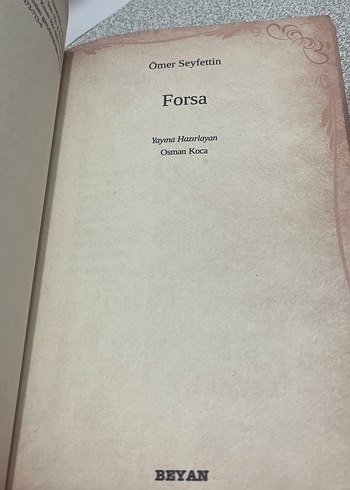 Ömer Seyfettin
Forsa
Yayına Hazırlayan
Osman Koca
BEYAN